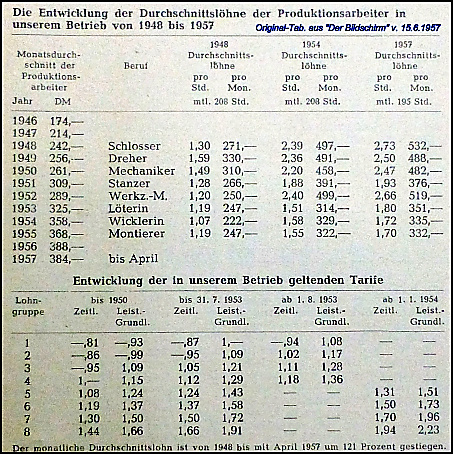 Die Entwicklung der Durchschnittslöhne der Produktionsarbeiter in
unserem Betrieb von 1948 bis 1957 Original-Tab. aus "Der Bildschirm" v. 15.6.1957
1948 1954 1957
Monatsdurch- Durchschnitts- Durchschnitts- Durchschnitts-
schnitt der löhne löhne löhne
Produktions- Beruf pro pro pro pro pro pro
arbeiter Std. Mon. Std. Mon. Std. Mon.
Jahr DM mtl. 208 Std. mtl. 208 Std. mtl. 195 Std.
1946 174,—
1947 214,—
1948 242,— Schlosser 1,30 271,— 2,39 497,— 2,73 532,—
1949 256,— Dreher 1,59 330,— 2,36 491,— 2,50 488,—
1950 261,— Mechaniker 1,49 310,— 2,20 458,— 2,47 482,—
1951 309,— Stanzer 1,28 266,— 1,88 391,— 1,93 376,—
1952 289,— Werkz.-M. 1,20 250,— 2,40 499,— 2,66 519,—
1953 325,— Löterin 1,19 247,— 1,51 314,— 1,80 351,—
1954 358,— Wicklerin 1,07 222,— 1,58 329,— 1,72 335,—
1955 368,— Montierer 1,19 247,— 1,55 322,— 1,70 332,—
1956 388,—
1957 384,— bis April
Entwicklung der in unserem Betrieb geltenden Tarife
Lohn- bis 1950 bis 31. 7. 1953 ab 1. 8. 1953 ab 1. 1. 1954
gruppe Zeitl. Leist.- Zeitl. Leist.- Zeitl. Leist.- Zeitl. Leist.-
Grundl. Grundl. Grundl. Grundl.
1 —,81 —,93 —,87 1,— —,94 1,08 — —
2 —,86 —,99 —,95 1,09 1,02 1,17 — —
3 —,95 1,09 1,05 1,21 1,11 1,28 — —
4 1,— 1,15 1,12 1,29 1,18 1,36 — —
5 1,08 1,24 1,24 1,43 — — 1,31 1,51
6 1,19 1,37 1,37 1,58 — — 1,50 1,73
7 1,30 1,50 1,50 1,72 — — 1,70 1,96
8 1,44 1,66 1,66 1,91 — — 1,94 2,23
Der monatliche Durchschnittslohn ist von 1948 bis mit April 1957 um 121 Prozent gestiegen.